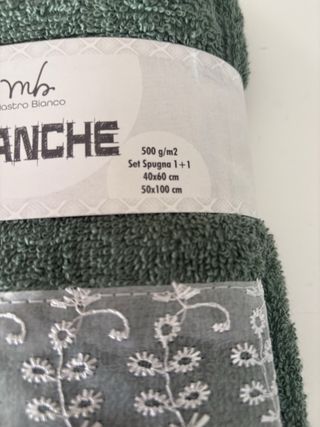 mb
astro Bianco
ANCHE
500 g/m2
Set Spugna 1+1
40x60 cm
50x100 cm